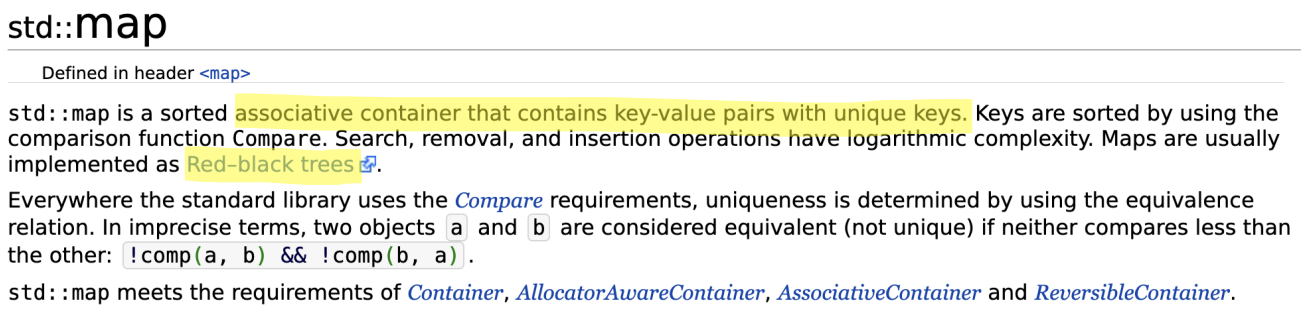 std::map
Defined in header <map>
std::map is a sorted associative container that contains key-value pairs with unique keys. Keys are sorted by using the
comparison function Compare. Search, removal, and insertion operations have logarithmic complexity. Maps are usually
implemented as Red–black trees.
Everywhere the standard library uses the Compare requirements, uniqueness is determined by using the equivalence
relation. In imprecise terms, two objects a and b are considered equivalent (not unique) if neither compares less than
the other: !comp(a, b) && !comp(b, a).
std::map meets the requirements of Container, AllocatorAwareContainer, AssociativeContainer and ReversibleContainer.